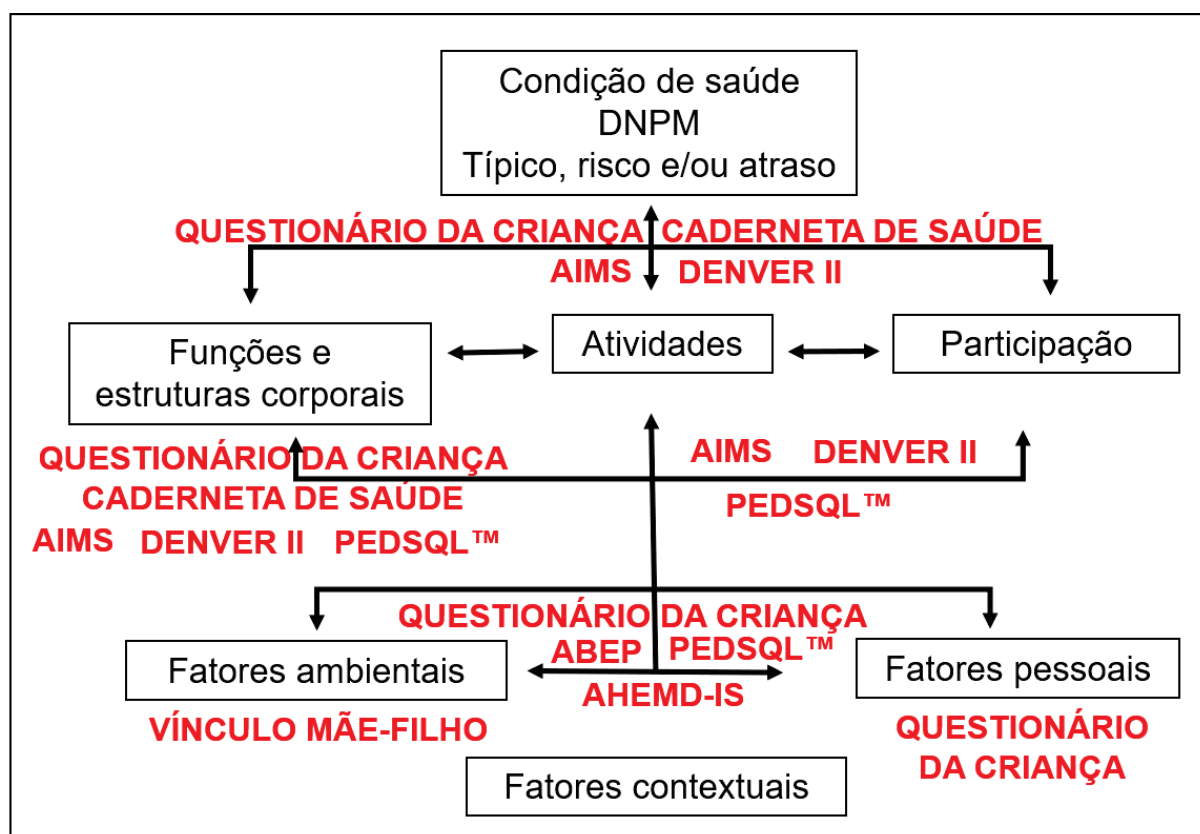 Condição de saúde
DNPM
Típico, risco e/ou atraso
QUESTIONÁRIO DA CRIANÇA CADERNETA DE SAÚDE
AIMS DENVER II
Funções e
estruturas corporais
Atividades
Participação
QUESTIONÁRIO DA CRIANÇA
CADERNETA DE SAÚDE
AIMS DENVER II PEDSQL™
AIMS DENVER II
PEDSQL™
QUESTIONÁRIO DA CRIANÇA
ABEP PEDSQL™
AHEMD-IS
Fatores ambientais
VÍNCULO MÃE-FILHO
Fatores pessoais
QUESTIONÁRIO
DA CRIANÇA
Fatores contextuais